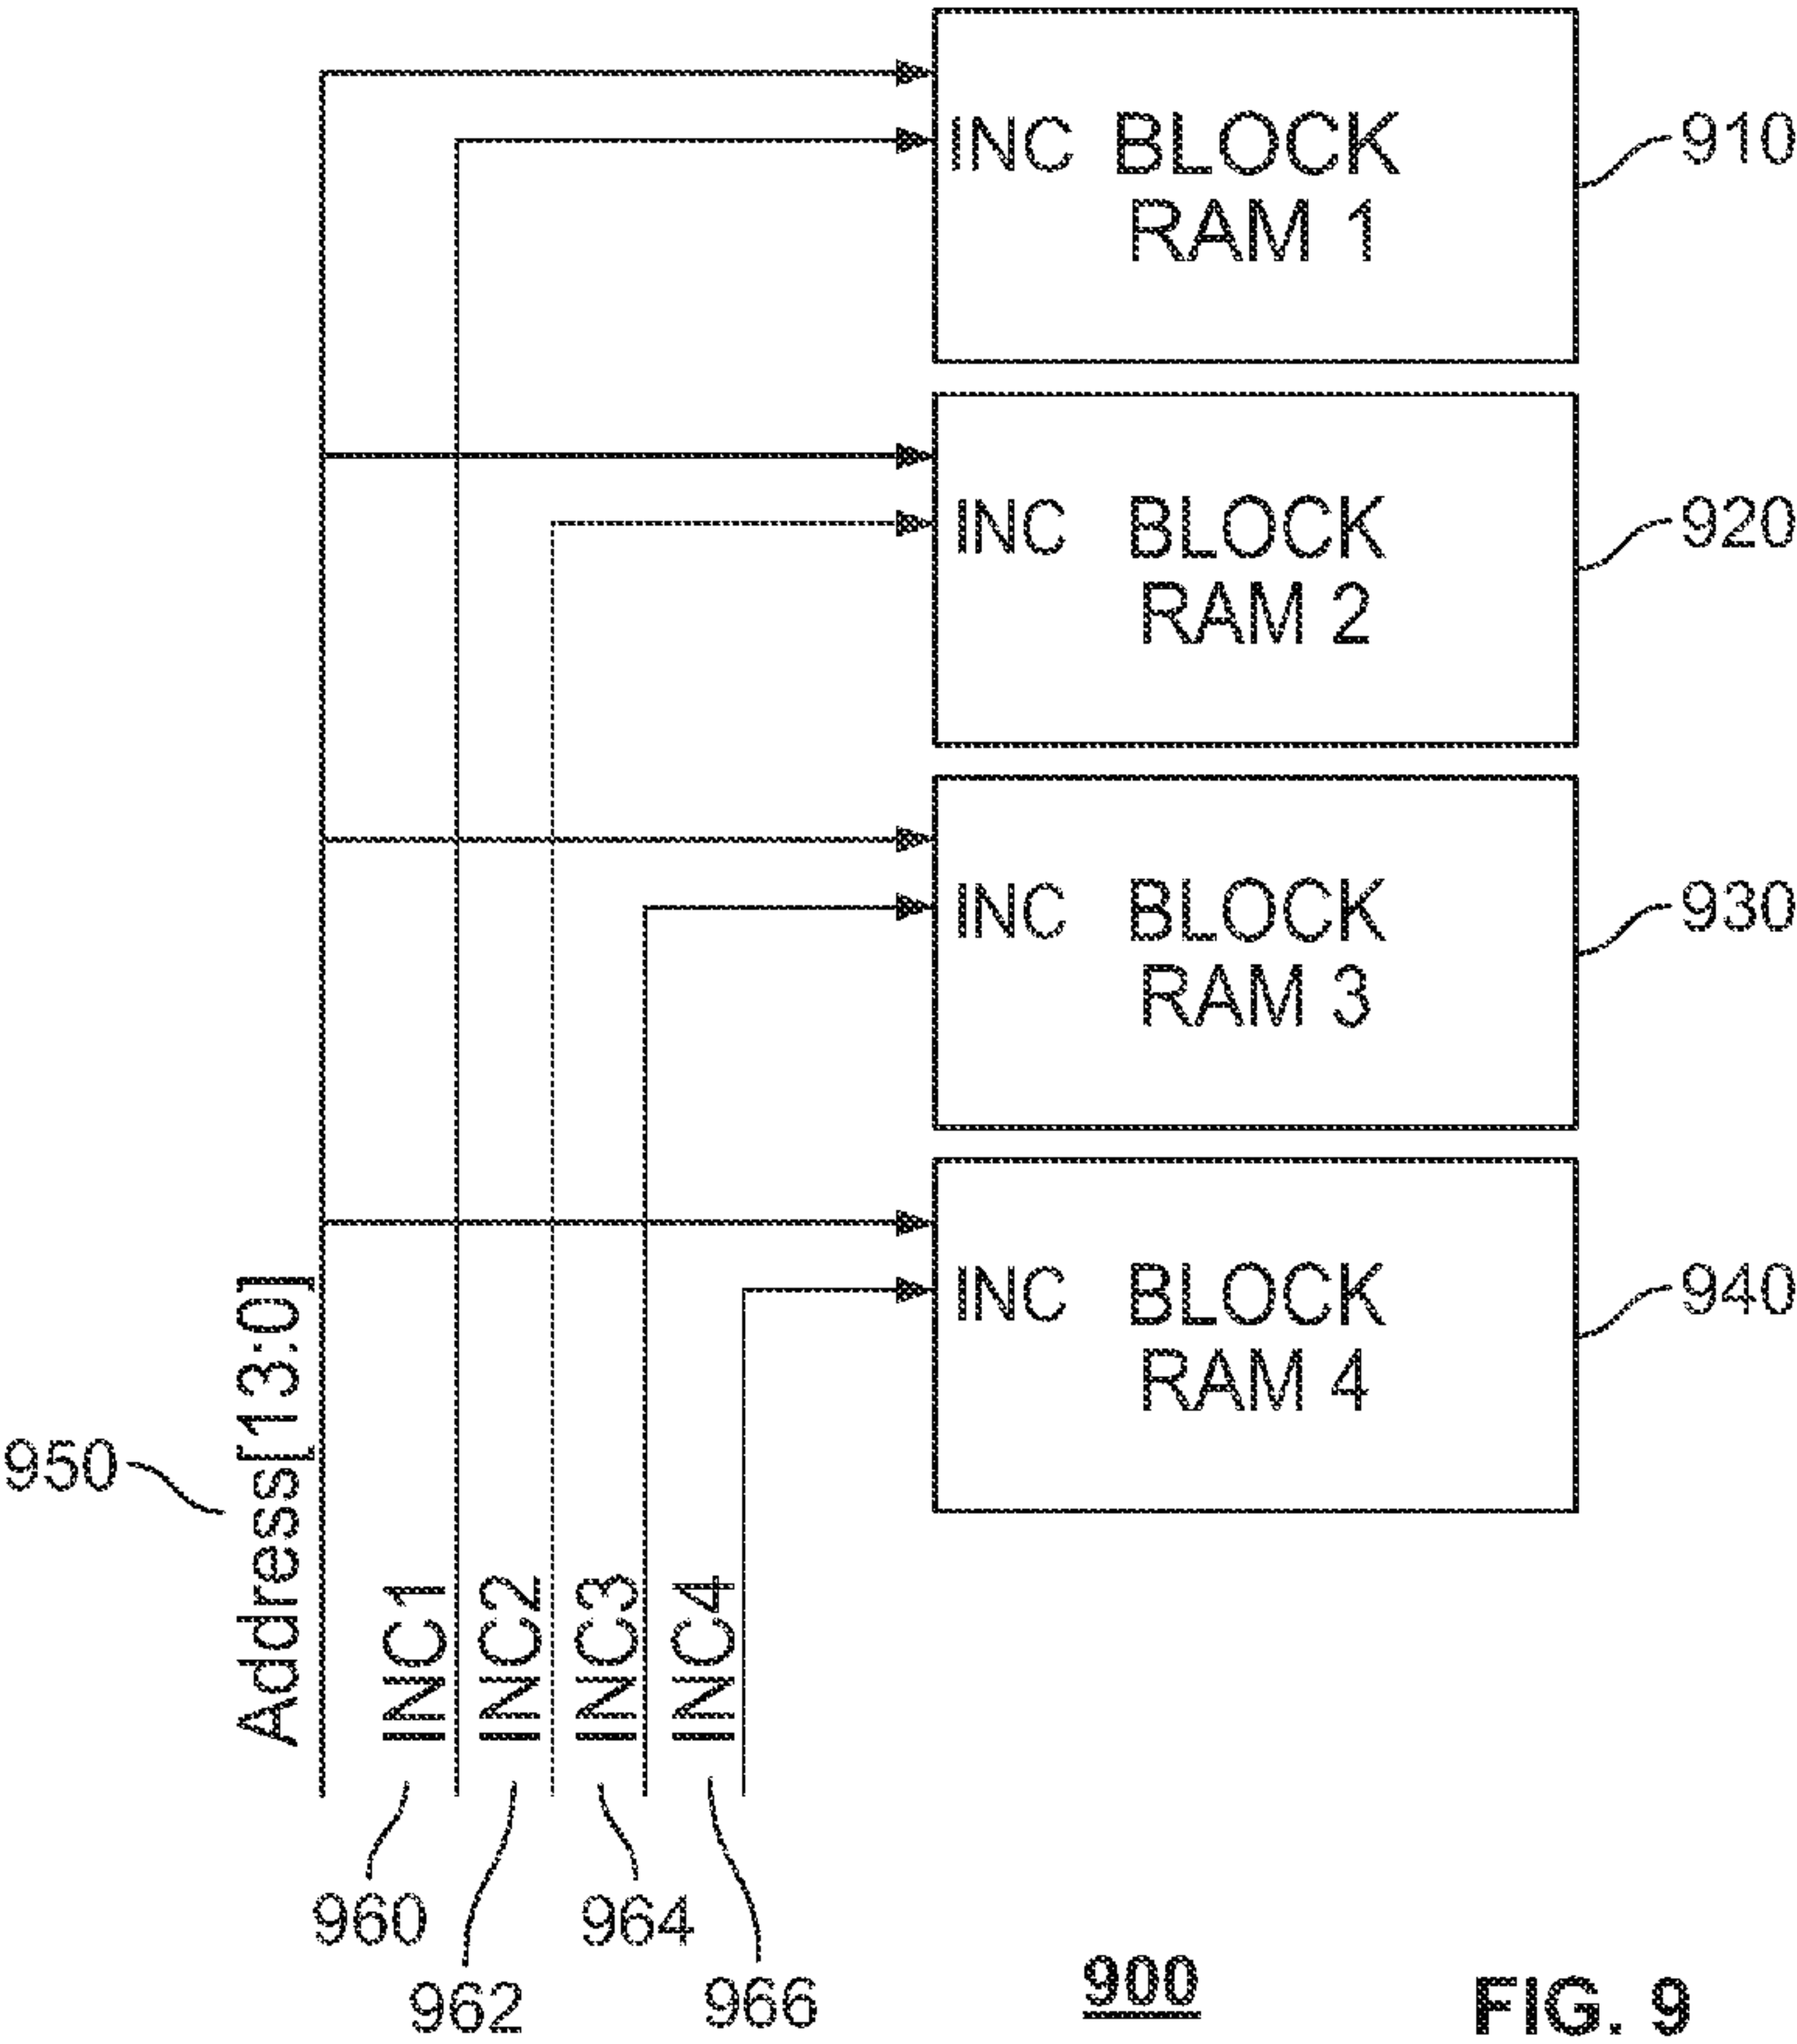 INC BLOCK
RAM 1
910
INC BLOCK
RAM 2
920
INC BLOCK
RAM 3
930
INC BLOCK
RAM 4
940
950
Address[13:0]
INC1
INC2
INC3
INC4
960
962
964
966
900
FIG. 9